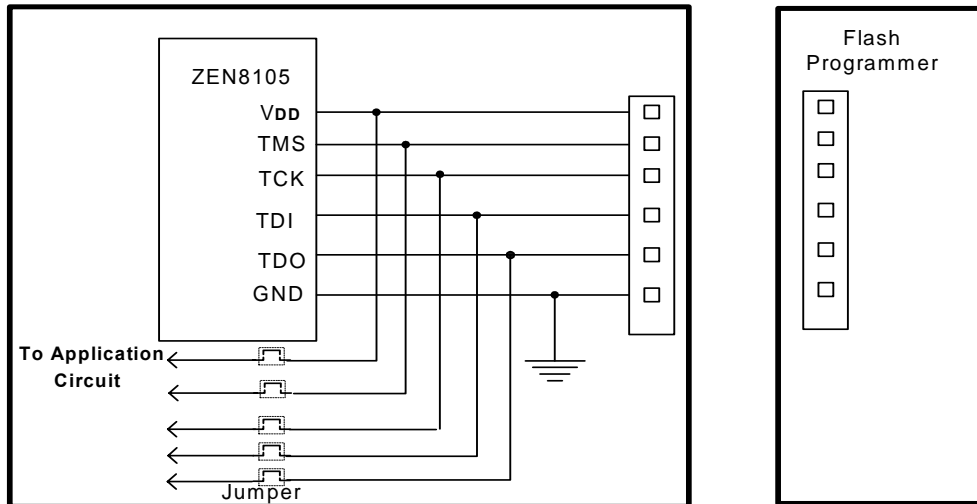 ZEN8105
VDD
TMS
TCK
TDI
TDO
GND
To Application
Circuit
Jumper
Flash
Programmer